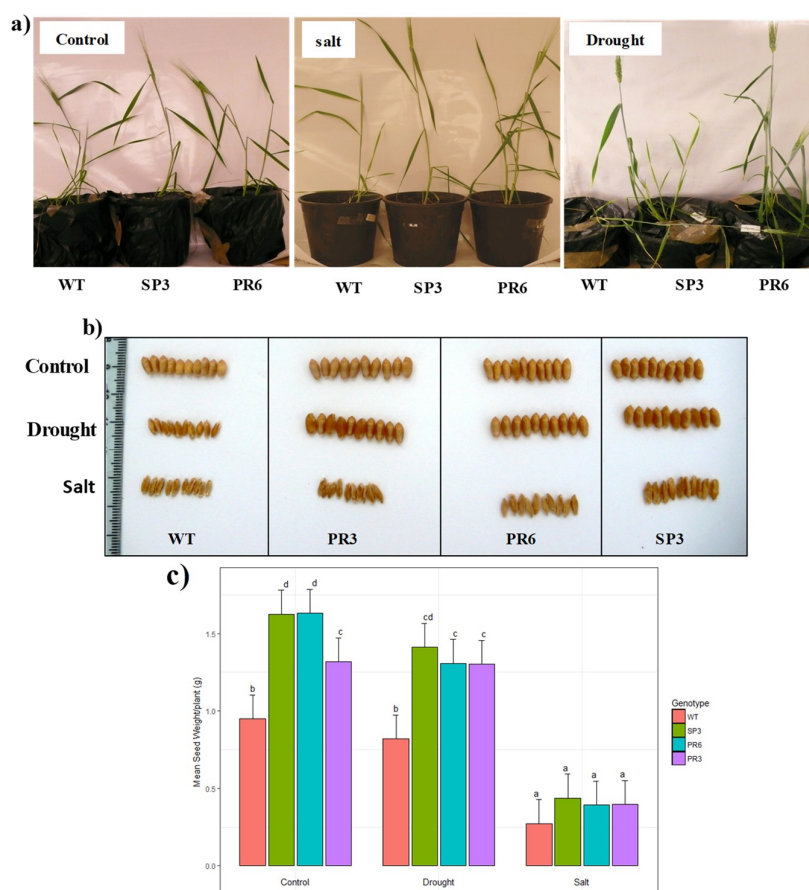 a)
Control
salt
Drought
WT SP3 PR6
WT SP3 PR6
WT SP3 PR6
b)
Control
Drought
Salt
WT PR3 PR6 SP3
c)
Mean Seed Weight/plant (g)
1.5
1.0
0.5
0.0
b d d c
b cd c c
a a a a
Control Drought Salt
Genotype
WT
SP3
PR6
PR3